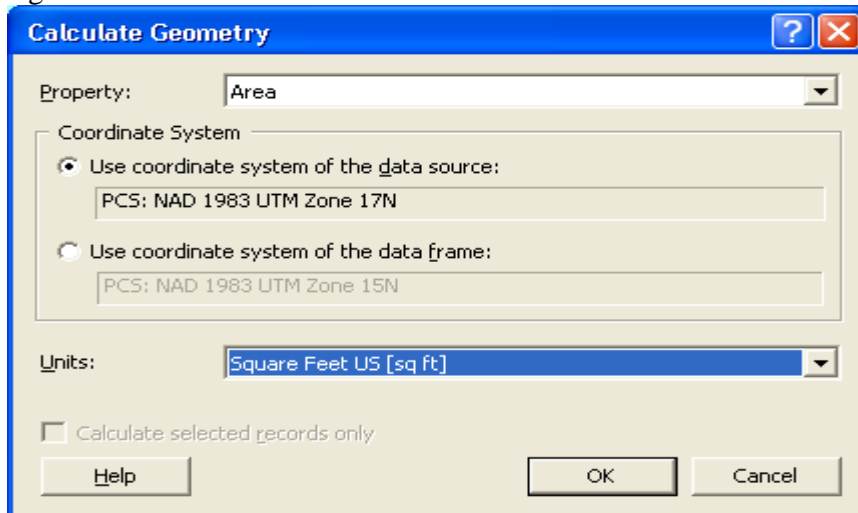 Calculate Geometry
Property: Area
Coordinate System
Use coordinate system of the data source:
PCS: NAD 1983 UTM Zone 17N
Use coordinate system of the data frame:
PCS: NAD 1983 UTM Zone 15N
Units: Square Feet US [sq ft]
Calculate selected records only
Help OK Cancel